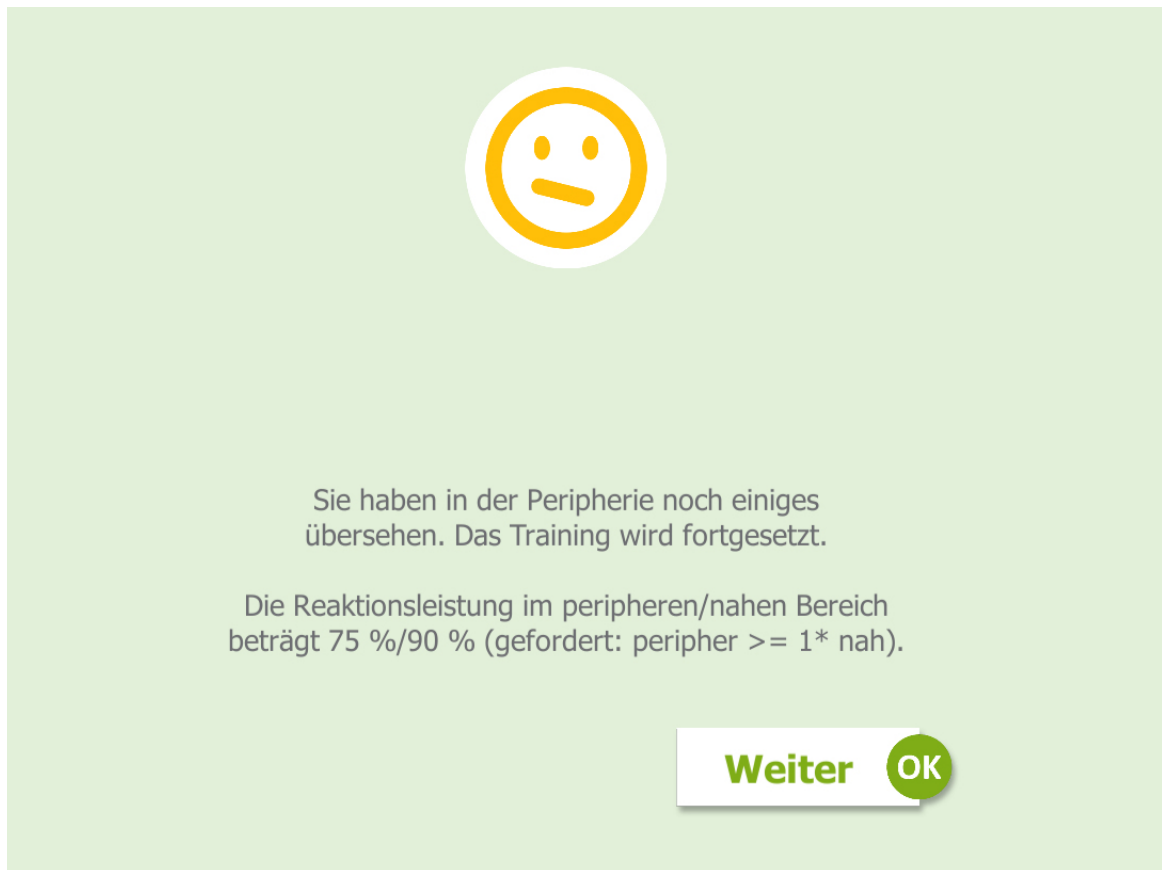 Sie haben in der Peripherie noch einiges
übersehen. Das Training wird fortgesetzt.
Die Reaktionsleistung im peripheren/nahen Bereich
beträgt 75 %/90 % (gefordert: peripher >= 1* nah).
Weiter OK